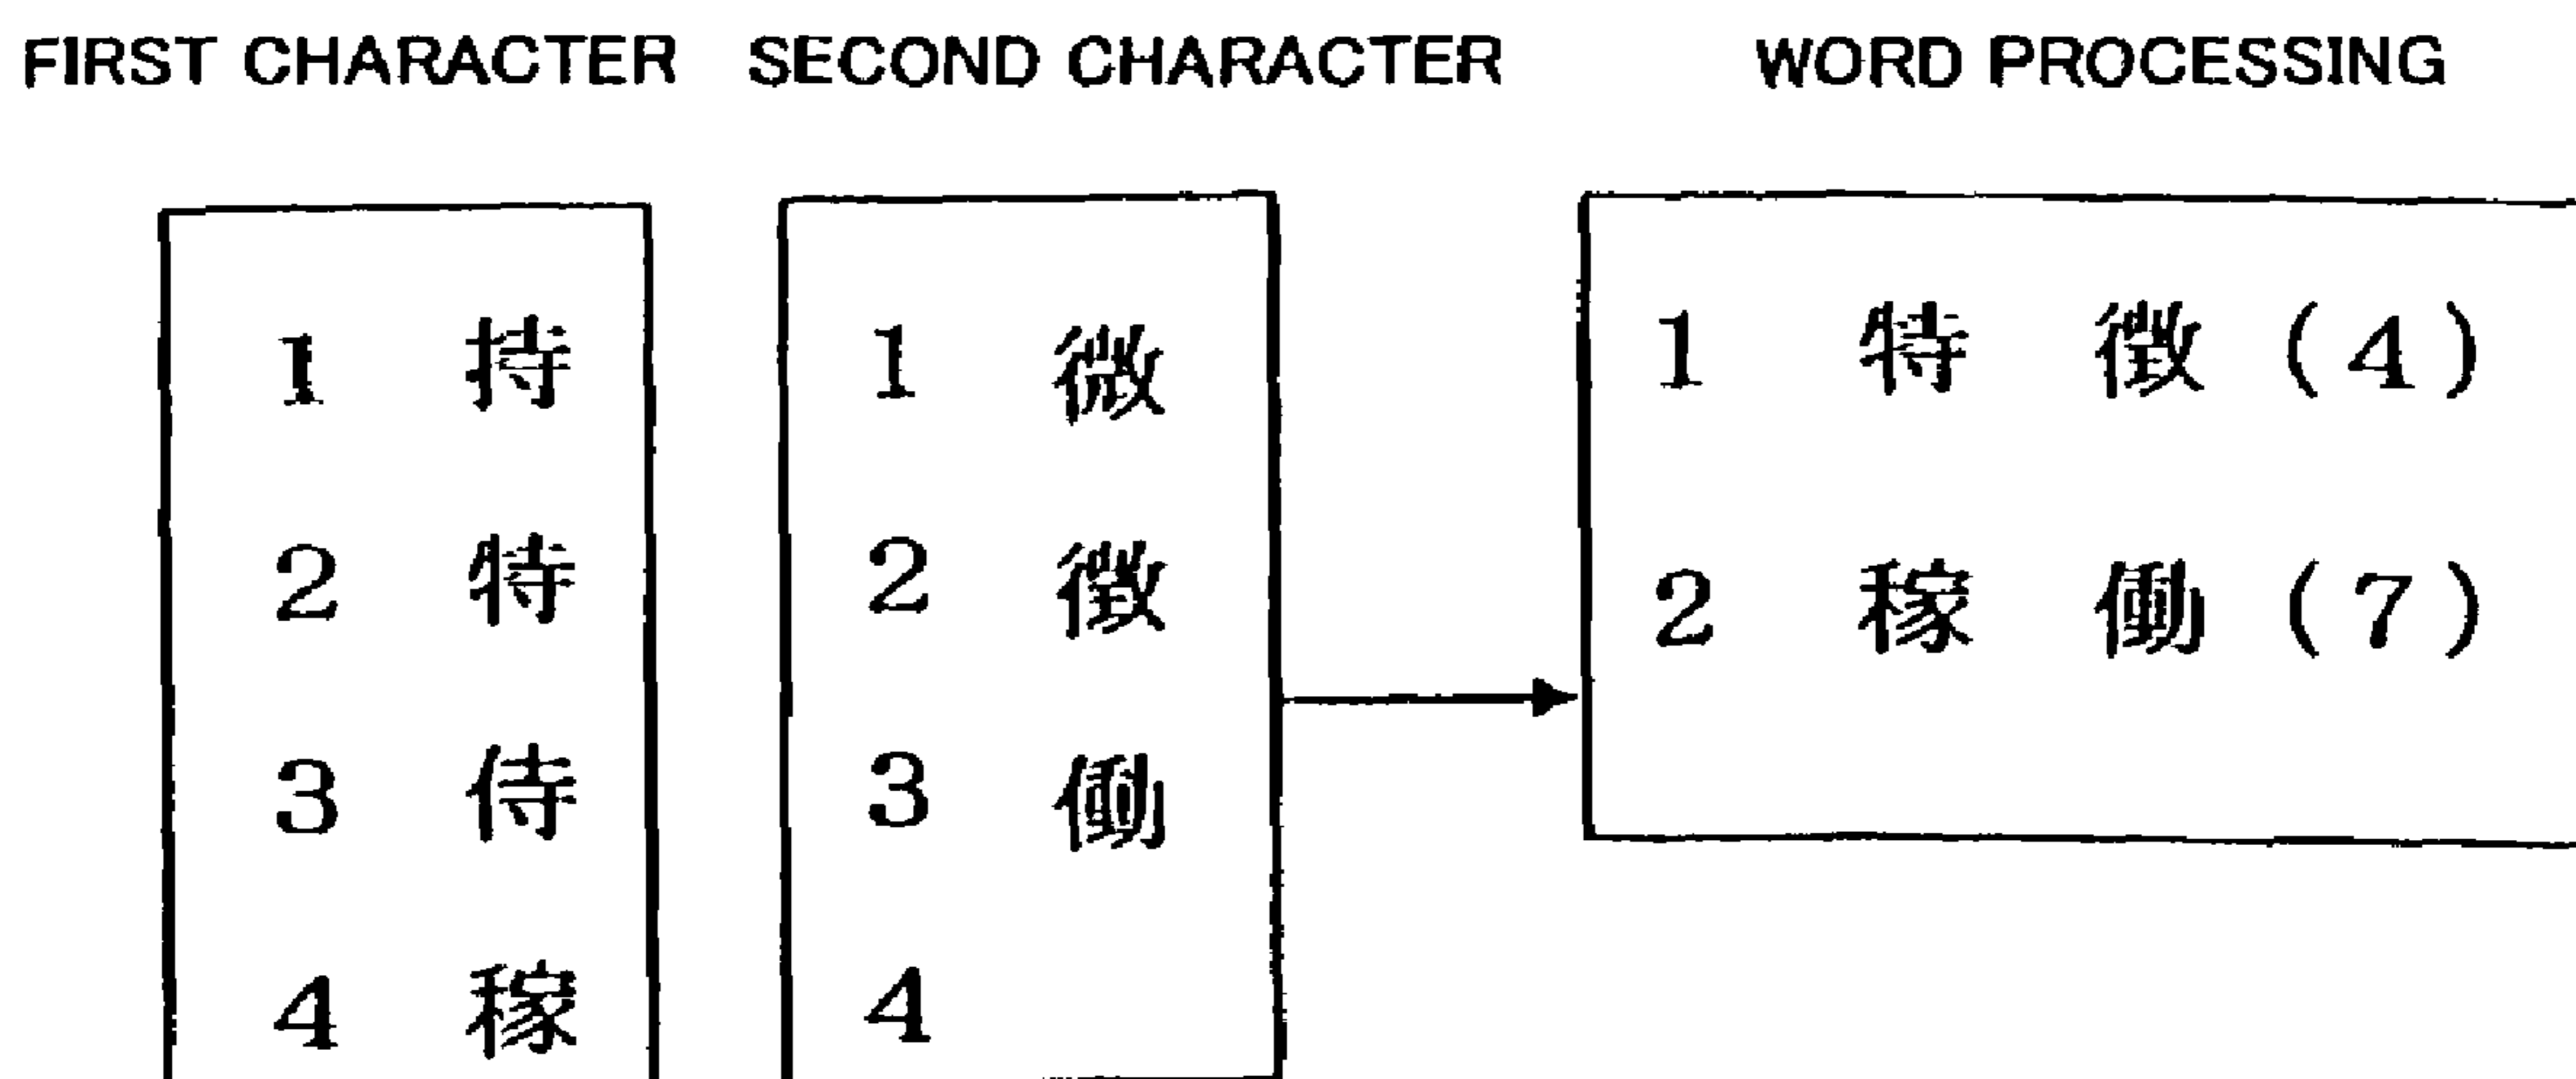 FIRST CHARACTER SECOND CHARACTER WORD PROCESSING
1 持
2 特
3 侍
4 稼
1 微
2 徴
3 働
4
1 特 徴 (4)
2 稼 働 (7)